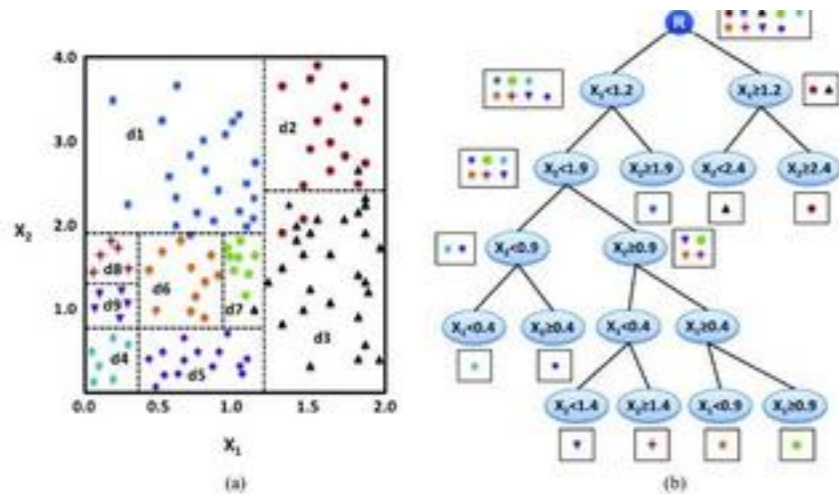 4.0
3.0
2.0
1.0
X₂
0.0 0.5 1.0 1.5 2.0
X₁
d1
d2
d8
d6
d9
d7
d3
d4
d5
(a)
R
X₁<1.2 X₁≥1.2
X₂<1.9 X₂≥1.9 X₂<2.4 X₂≥2.4
X₂<0.9 X₂≥0.9
X₁<0.4 X₁≥0.4 X₁<0.4 X₁≥0.4
X₂<1.4 X₂≥1.4 X₁<0.9 X₁≥0.9
(b)